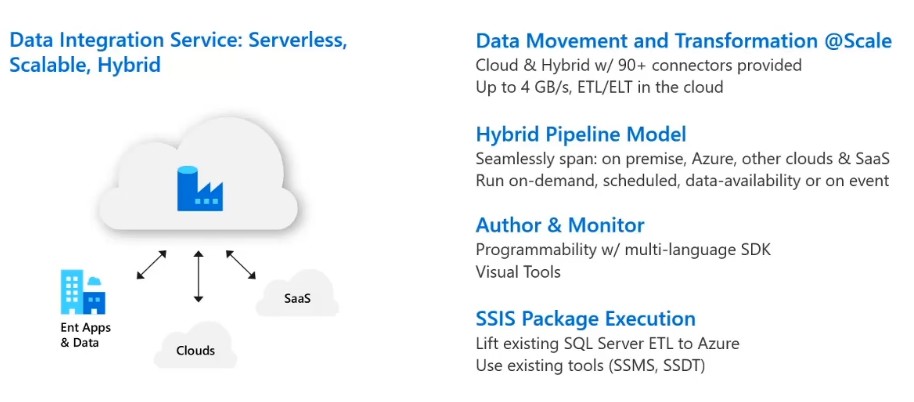 Data Integration Service: Serverless,
Scalable, Hybrid
Ent Apps
& Data
Clouds
SaaS
Data Movement and Transformation @Scale
Cloud & Hybrid w/ 90+ connectors provided
Up to 4 GB/s, ETL/ELT in the cloud
Hybrid Pipeline Model
Seamlessly span: on premise, Azure, other clouds & SaaS
Run on-demand, scheduled, data-availability or on event
Author & Monitor
Programmability w/ multi-language SDK
Visual Tools
SSIS Package Execution
Lift existing SQL Server ETL to Azure
Use existing tools (SSMS, SSDT)